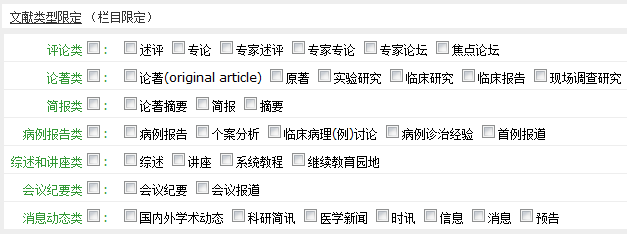 文献类型限定 （栏目限定）
评论类： 述评 专论 专家述评 专家专论 专家论坛 焦点论坛
论著类： 论著(original article) 原著 实验研究 临床研究 临床报告 现场调查研究
简报类： 论著摘要 简报 摘要
病例报告类： 病例报告 个案分析 临床病理(例)讨论 病例诊治经验 首例报道
综述和讲座类： 综述 讲座 系统教程 继续教育园地
会议纪要类： 会议纪要 会议报道
消息动态类： 国内外学术动态 科研简讯 医学新闻 时讯 信息 消息 预告